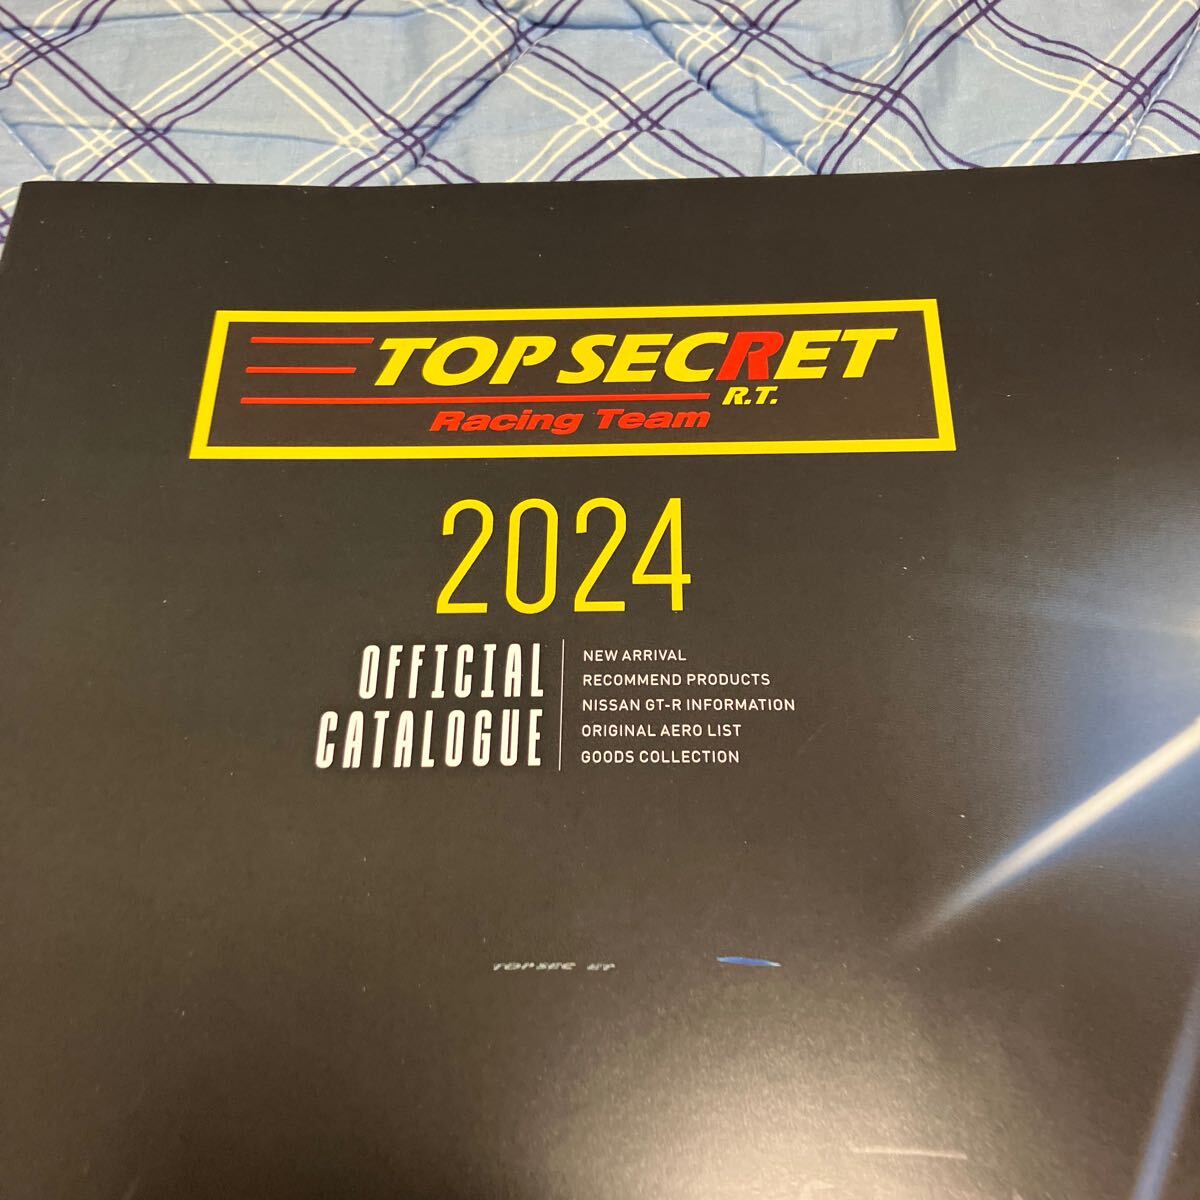 TOP SECRET
R.T.
Racing Team
2024
OFFICIAL
CATALOGUE
NEW ARRIVAL
RECOMMEND PRODUCTS
NISSAN GT-R INFORMATION
ORIGINAL AERO LIST
GOODS COLLECTION